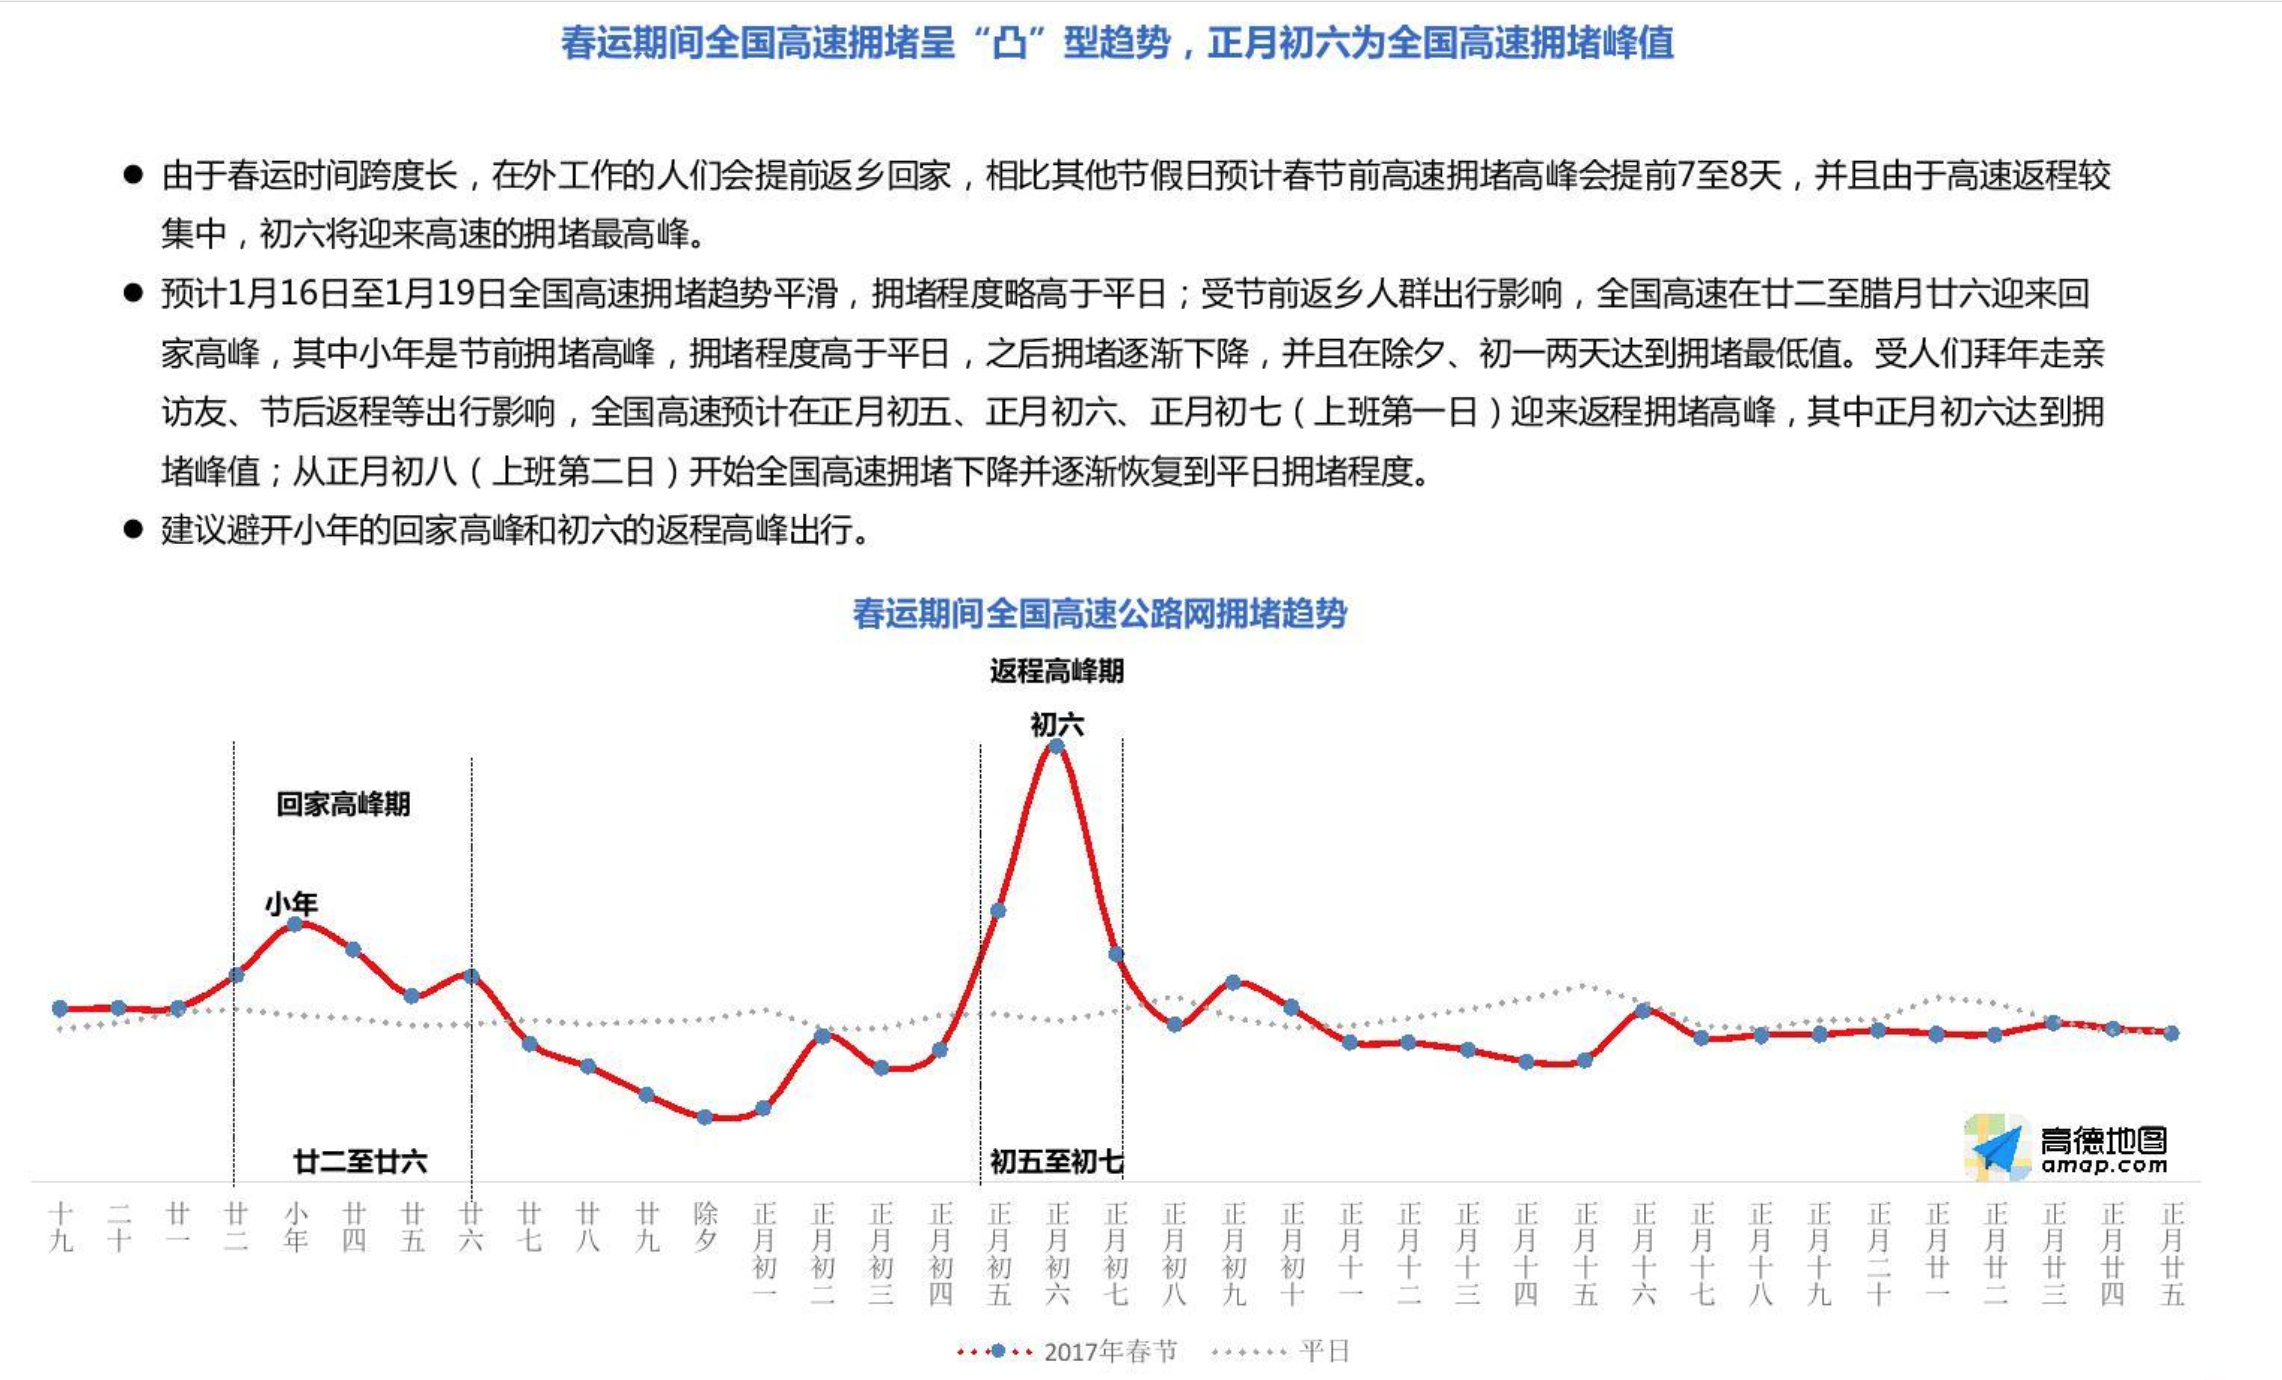 春运期间全国高速拥堵呈“凸”型趋势，正月初六为全国高速拥堵峰值
● 由于春运时间跨度长，在外工作的人们会提前返乡回家，相比其他节假日预计春节前高速拥堵高峰会提前7至8天，并且由于高速返程较
集中，初六将迎来高速的拥堵最高峰。
● 预计1月16日至1月19日全国高速拥堵趋势平滑，拥堵程度略高于平日；受节前返乡人群出行影响，全国高速在廿二至腊月廿六迎来回
家高峰，其中小年是节前拥堵高峰，拥堵程度高于平日，之后拥堵逐渐下降，并且在除夕、初一两天达到拥堵最低值。受人们拜年走亲
访友、节后返程等出行影响，全国高速预计在正月初五、正月初六、正月初七（上班第一日）迎来返程拥堵高峰，其中正月初六达到拥
堵峰值；从正月初八（上班第二日）开始全国高速拥堵下降并逐渐恢复到平日拥堵程度。
● 建议避开小年的回家高峰和初六的返程高峰出行。
春运期间全国高速公路网拥堵趋势
返程高峰期
初六
回家高峰期
小年
廿二至廿六
初五至初七
高德地图
amap.com
十九
二十
廿一
廿二
小年
廿四
廿五
廿六
廿七
廿八
廿九
除夕
正月初一
正月初二
正月初三
正月初四
正月初五
正月初六
正月初七
正月初八
正月初九
正月初十
正月十一
正月十二
正月十三
正月十四
正月十五
正月十六
正月十七
正月十八
正月十九
正月二十
正月廿一
正月廿二
正月廿三
正月廿四
正月廿五
2017年春节
平日